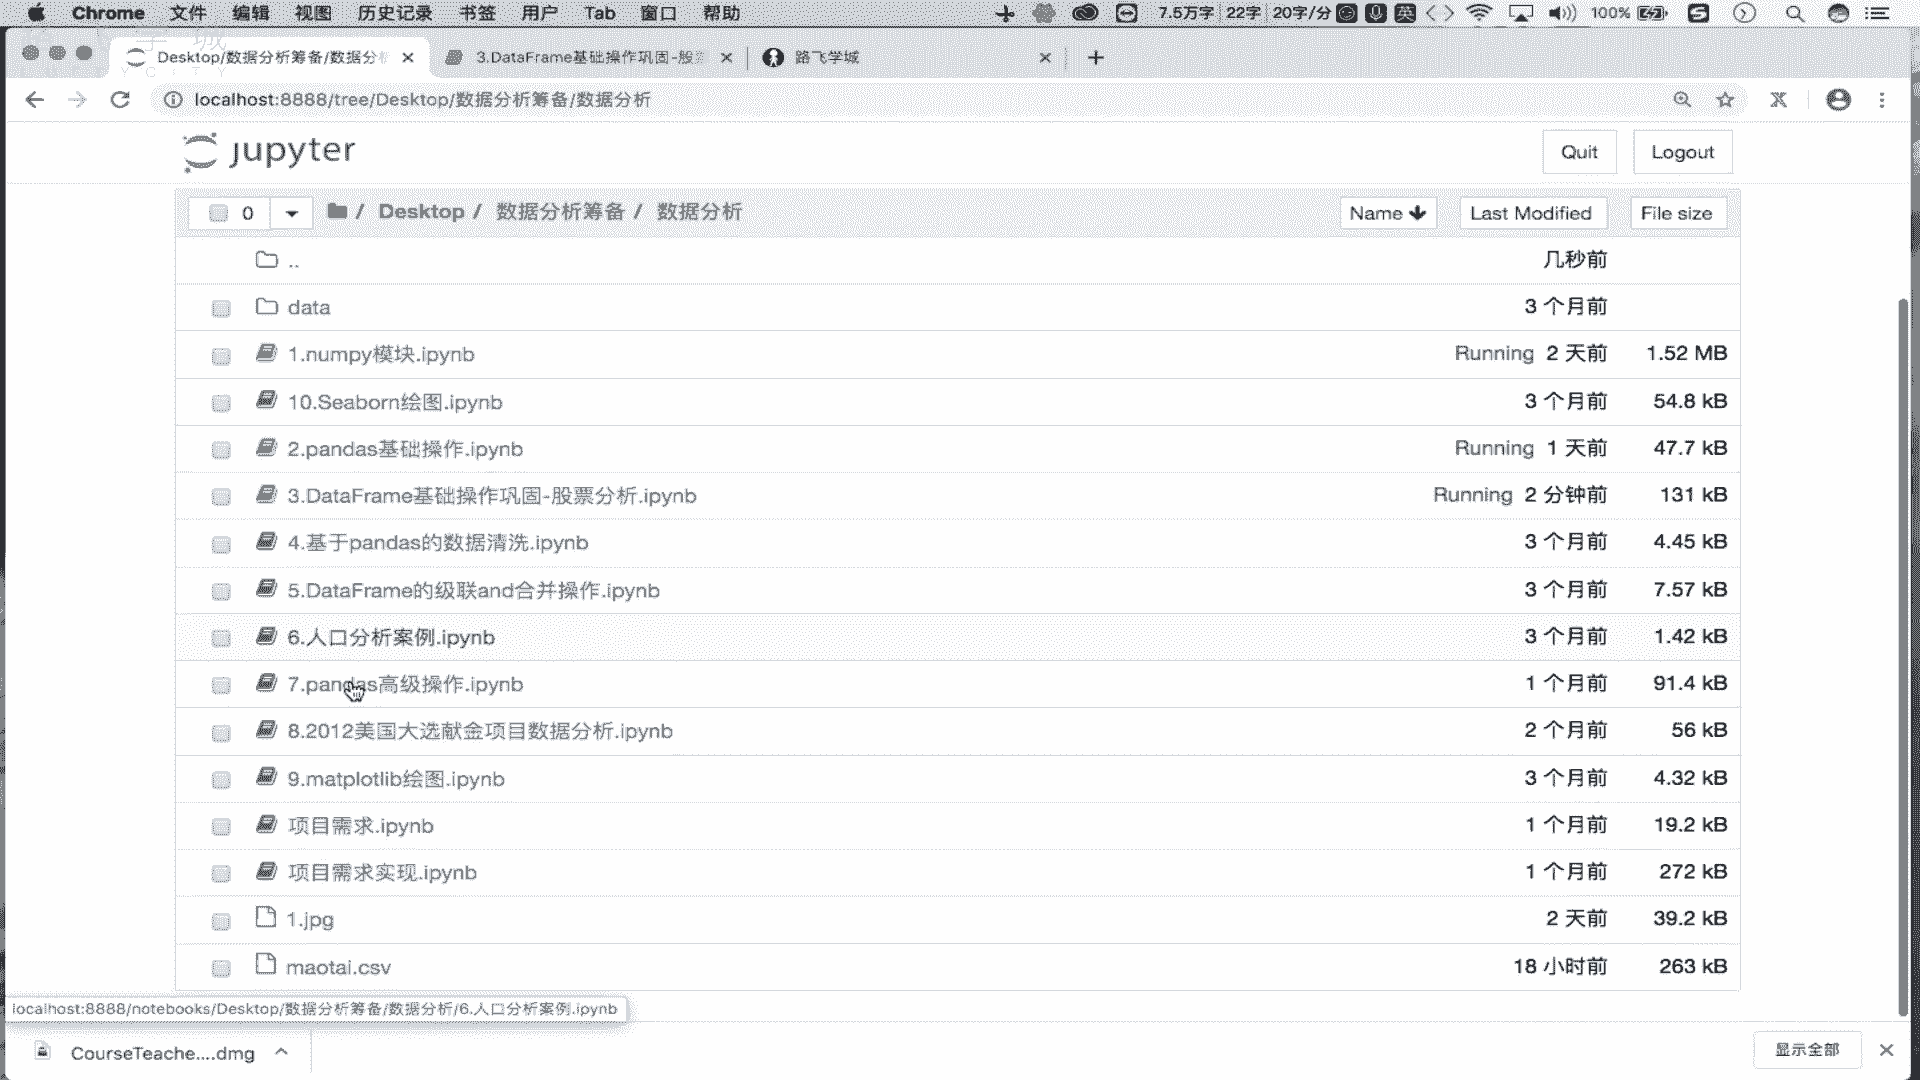 Chrome 文件 编辑 视图 历史记录 书签 用户 Tab 窗口 帮助 7.5万字 22字 20字/分 英 100%
Desktop/数据分析筹备/数据分析 3.DataFrame基础操作巩固-股票 路飞学城
localhost:8888/tree/Desktop/数据分析筹备/数据分析
jupyter Quit Logout
0 / Desktop / 数据分析筹备 / 数据分析 Name Last Modified File size
.. 几秒前
data 3 个月前
1.numpy模块.ipynb Running 2 天前 1.52 MB
10.Seaborn绘图.ipynb 3 个月前 54.8 kB
2.pandas基础操作.ipynb Running 1 天前 47.7 kB
3.DataFrame基础操作巩固-股票分析.ipynb Running 2 分钟前 131 kB
4.基于pandas的数据清洗.ipynb 3 个月前 4.45 kB
5.DataFrame的级联and合并操作.ipynb 3 个月前 7.57 kB
6.人口分析案例.ipynb 3 个月前 1.42 kB
7.pandas高级操作.ipynb 1 个月前 91.4 kB
8.2012美国大选献金项目数据分析.ipynb 2 个月前 56 kB
9.matplotlib绘图.ipynb 3 个月前 4.32 kB
项目需求.ipynb 1 个月前 19.2 kB
项目需求实现.ipynb 1 个月前 272 kB
1.jpg 2 天前 39.2 kB
maotai.csv 18 小时前 263 kB
localhost:8888/notebooks/Desktop/数据分析筹备/数据分析/6.人口分析案例.ipynb
CourseTeache....dmg 显示全部